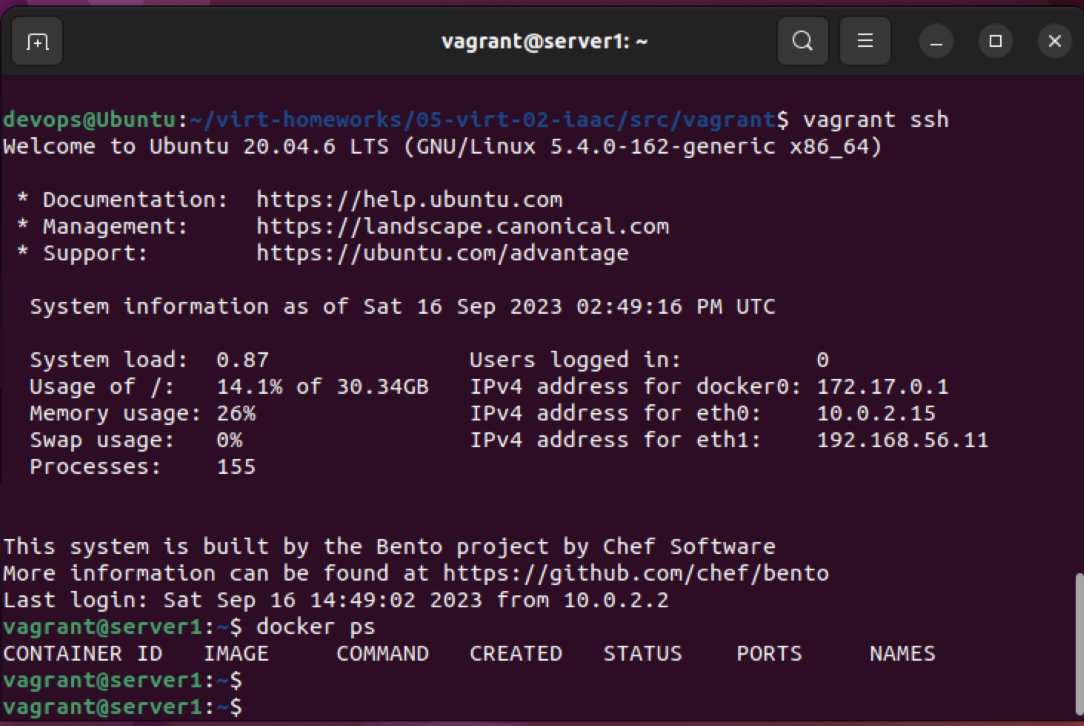 vagrant@server1: ~
devops@Ubuntu:~/virt-homeworks/05-virt-02-iaac/src/vagrant$ vagrant ssh
Welcome to Ubuntu 20.04.6 LTS (GNU/Linux 5.4.0-162-generic x86_64)
 * Documentation:  https://help.ubuntu.com
 * Management:     https://landscape.canonical.com
 * Support:        https://ubuntu.com/advantage
  System information as of Sat 16 Sep 2023 02:49:16 PM UTC
  System load:  0.87               Users logged in:          0
  Usage of /:   14.1% of 30.34GB   IPv4 address for docker0: 172.17.0.1
  Memory usage: 26%                IPv4 address for eth0:    10.0.2.15
  Swap usage:   0%                 IPv4 address for eth1:    192.168.56.11
  Processes:    155
This system is built by the Bento project by Chef Software
More information can be found at https://github.com/chef/bento
Last login: Sat Sep 16 14:49:02 2023 from 10.0.2.2
vagrant@server1:~$ docker ps
CONTAINER ID   IMAGE     COMMAND   CREATED   STATUS    PORTS     NAMES
vagrant@server1:~$
vagrant@server1:~$